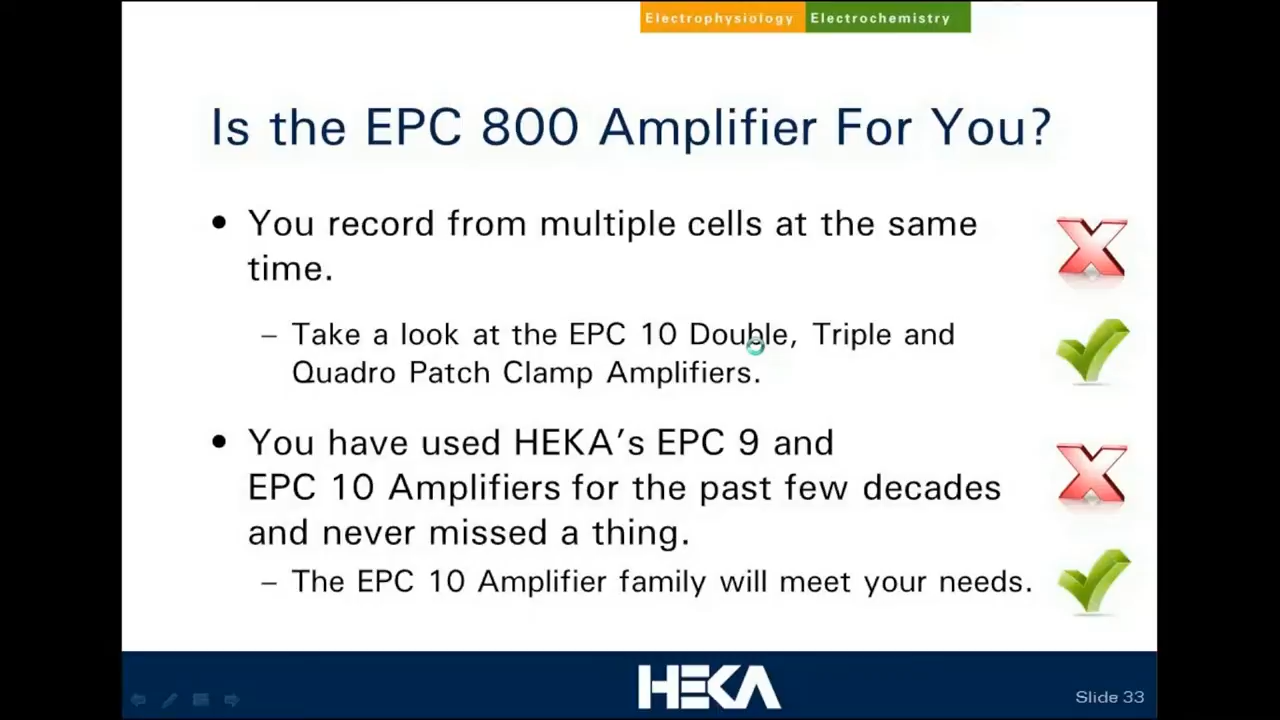 Electrophysiology Electrochemistry
Is the EPC 800 Amplifier For You?
• You record from multiple cells at the same
time.
– Take a look at the EPC 10 Double, Triple and
Quadro Patch Clamp Amplifiers.
• You have used HEKA’s EPC 9 and
EPC 10 Amplifiers for the past few decades
and never missed a thing.
– The EPC 10 Amplifier family will meet your needs.
HEKA
Slide 33